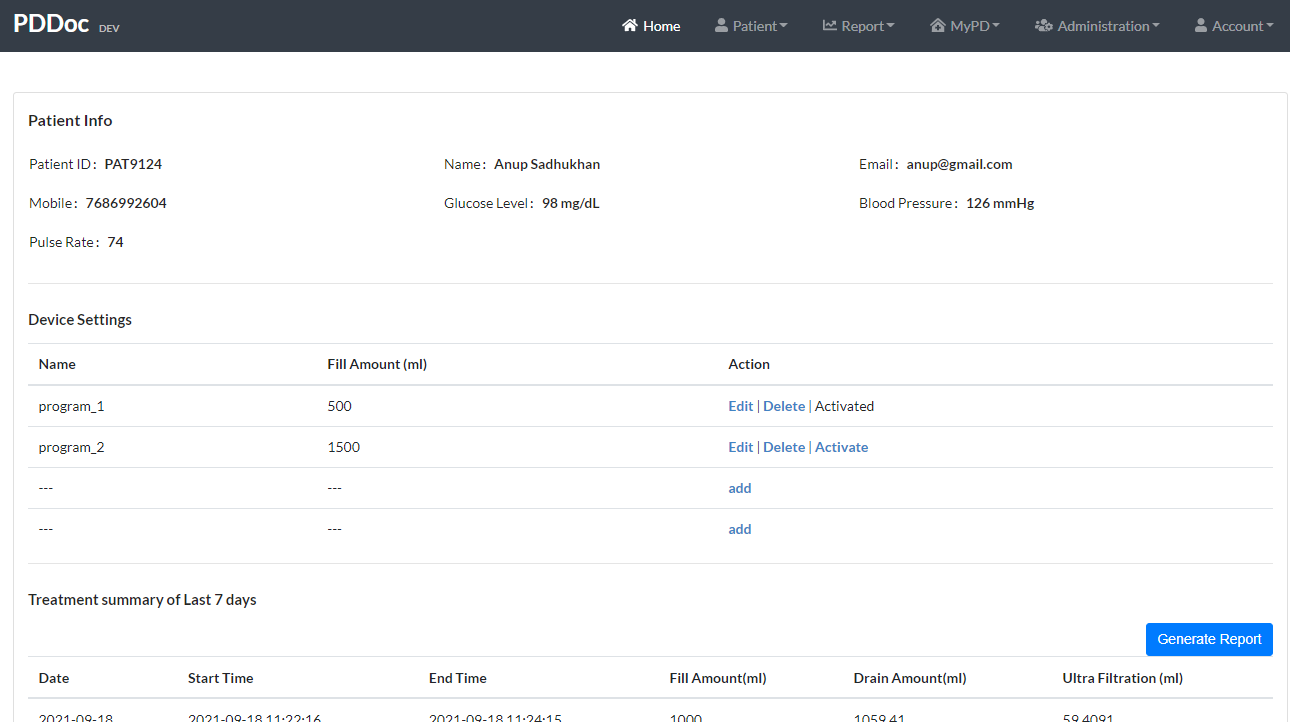 PDDoc DEV Home Patient Report MyPD Administration Account
Patient Info
Patient ID : PAT9124 Name : Anup Sadhukhan Email : anup@gmail.com
Mobile : 7686992604 Glucose Level : 98 mg/dL Blood Pressure : 126 mmHg
Pulse Rate : 74
Device Settings
Name Fill Amount (ml) Action
program_1 500 Edit | Delete | Activated
program_2 1500 Edit | Delete | Activate
--- --- add
--- --- add
Treatment summary of Last 7 days
Generate Report
Date Start Time End Time Fill Amount(ml) Drain Amount(ml) Ultra Filtration (ml)
2021-09-18 2021-09-18 11:22:16 2021-09-18 11:24:15 1000 1059.41 59.4091